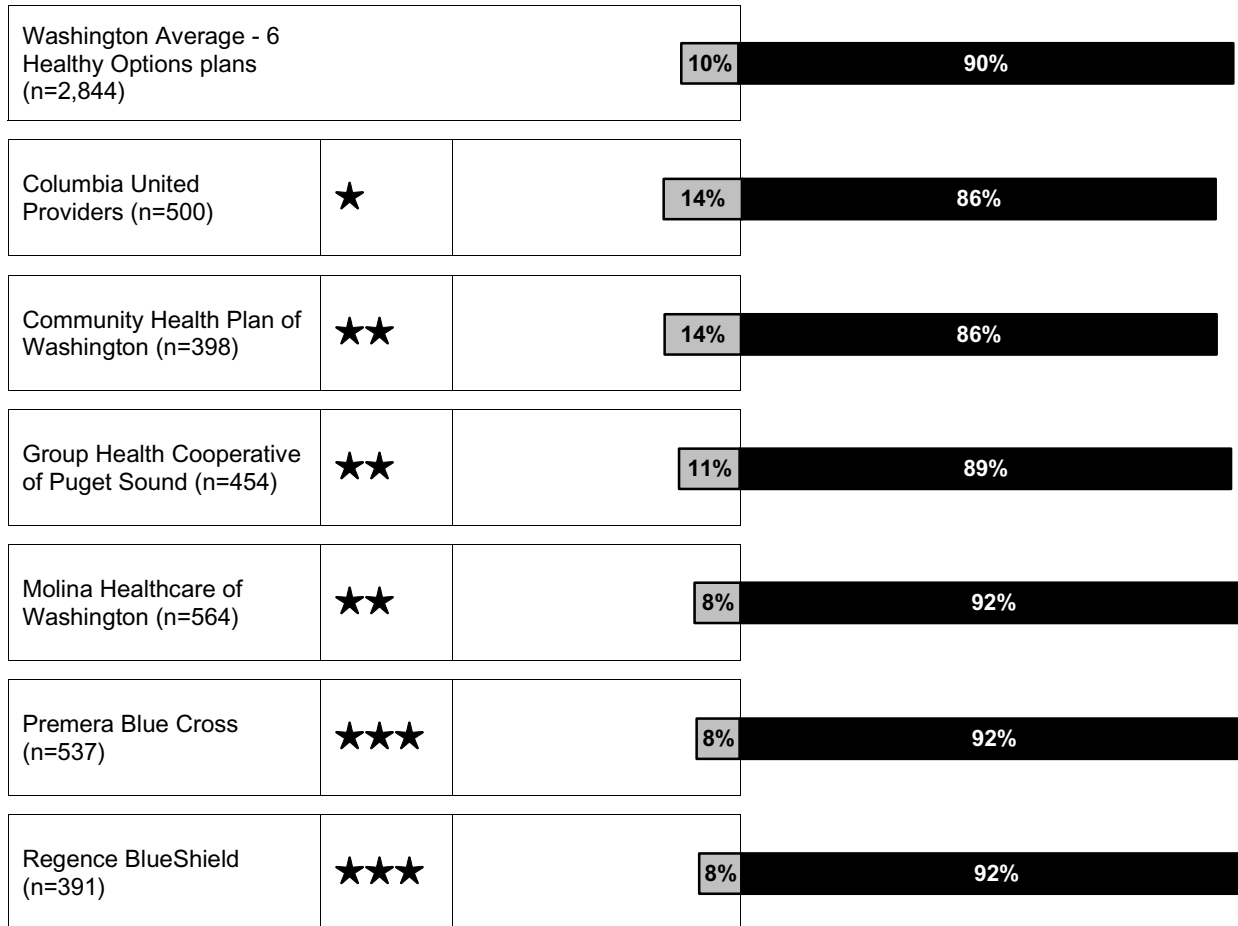 Washington Average - 6
Healthy Options plans
(n=2,844)
10%
90%
Columbia United
Providers (n=500)
★
14%
86%
Community Health Plan of
Washington (n=398)
★★
14%
86%
Group Health Cooperative
of Puget Sound (n=454)
★★
11%
89%
Molina Healthcare of
Washington (n=564)
★★
8%
92%
Premera Blue Cross
(n=537)
★★★
8%
92%
Regence BlueShield
(n=391)
★★★
8%
92%